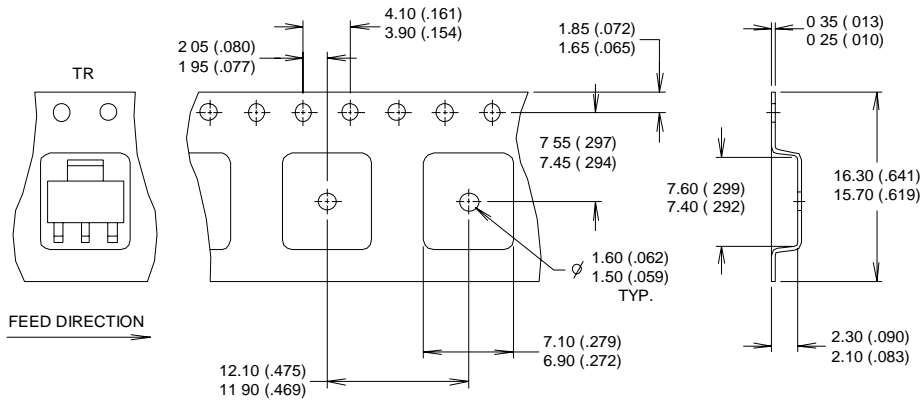 4.10 (.161)
3.90 (.154)
2 05 (.080)
1 95 (.077)
1.85 (.072)
1.65 (.065)
0 35 ( 013)
0 25 ( 010)
TR
7 55 ( 297)
7.45 ( 294)
7.60 ( 299)
7.40 ( 292)
16.30 (.641)
15.70 (.619)
1.60 (.062)
1.50 (.059)
TYP.
FEED DIRECTION
7.10 (.279)
6.90 (.272)
2.30 (.090)
2.10 (.083)
12.10 (.475)
11 90 (.469)